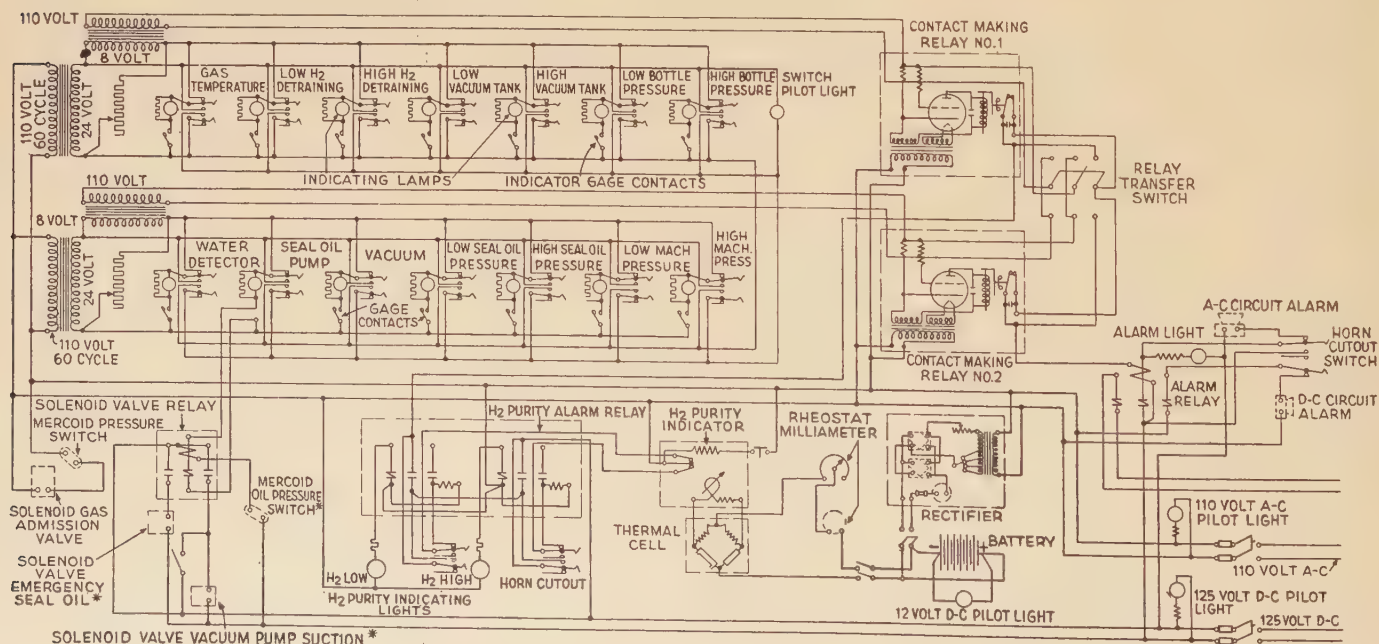 110 VOLT
8 VOLT
110 VOLT
60 CYCLE
24 VOLT
GAS
TEMPERATURE
LOW H2
DETRAINING
HIGH H2
DETRAINING
LOW
VACUUM TANK
HIGH
VACUUM TANK
LOW BOTTLE
PRESSURE
HIGH BOTTLE
PRESSURE
SWITCH
PILOT LIGHT
CONTACT MAKING
RELAY NO.1
INDICATING LAMPS
INDICATOR GAGE CONTACTS
RELAY
TRANSFER
SWITCH
110 VOLT
8 VOLT
24 VOLT
110 VOLT
60 CYCLE
WATER
DETECTOR
SEAL OIL
PUMP
VACUUM
LOW SEAL OIL
PRESSURE
HIGH SEAL OIL
PRESSURE
LOW MACH
PRESSURE
HIGH
MACH.
PRESS
GAGE
CONTACTS
CONTACT MAKING
RELAY NO.2
A-C CIRCUIT ALARM
ALARM LIGHT
HORN
CUTOUT
SWITCH
ALARM
RELAY
D-C CIRCUIT
ALARM
SOLENOID VALVE RELAY
MERCOID PRESSURE
SWITCH
H2 PURITY ALARM RELAY
H2 PURITY
INDICATOR
RHEOSTAT
MILLIAMETER
MERCOID
OIL PRESSURE
SWITCH*
SOLENOID GAS
ADMISSION
VALVE
SOLENOID
VALVE
EMERGENCY
SEAL OIL*
THERMAL
CELL
RECTIFIER
BATTERY
110 VOLT
A-C
PILOT LIGHT
110 VOLT A-C
H2 LOW
H2 HIGH
HORN CUTOUT
H2 PURITY INDICATING
LIGHTS
12 VOLT D-C PILOT LIGHT
125 VOLT D-C PILOT
LIGHT
125 VOLT D-C
SOLENOID VALVE VACUUM PUMP SUCTION*